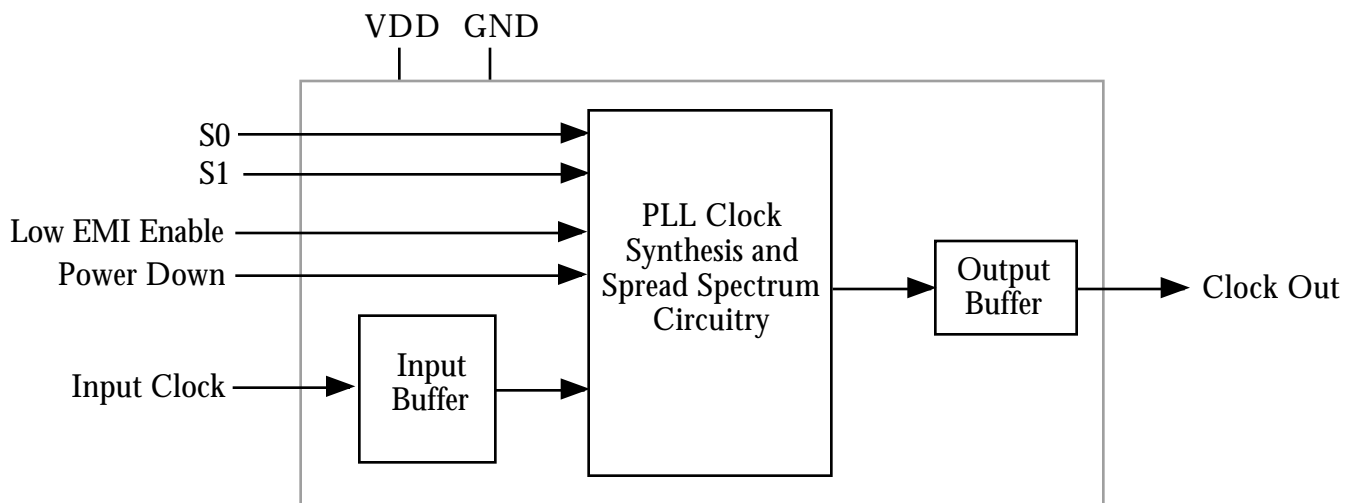 VDD GND
S0
S1
Low EMI Enable
Power Down
Input Clock
Input
Buffer
PLL Clock
Synthesis and
Spread Spectrum
Circuitry
Output
Buffer
Clock Out